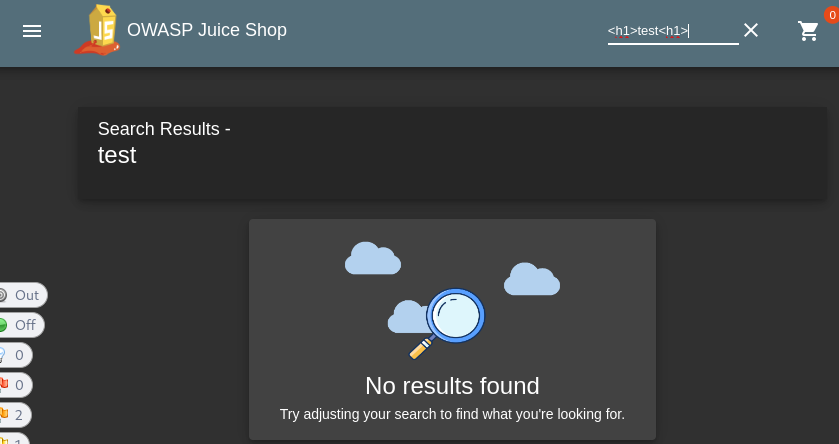 OWASP Juice Shop
<h1>test<h1>
0
Search Results -
test
Out
Off
0
0
2
1
No results found
Try adjusting your search to find what you're looking for.